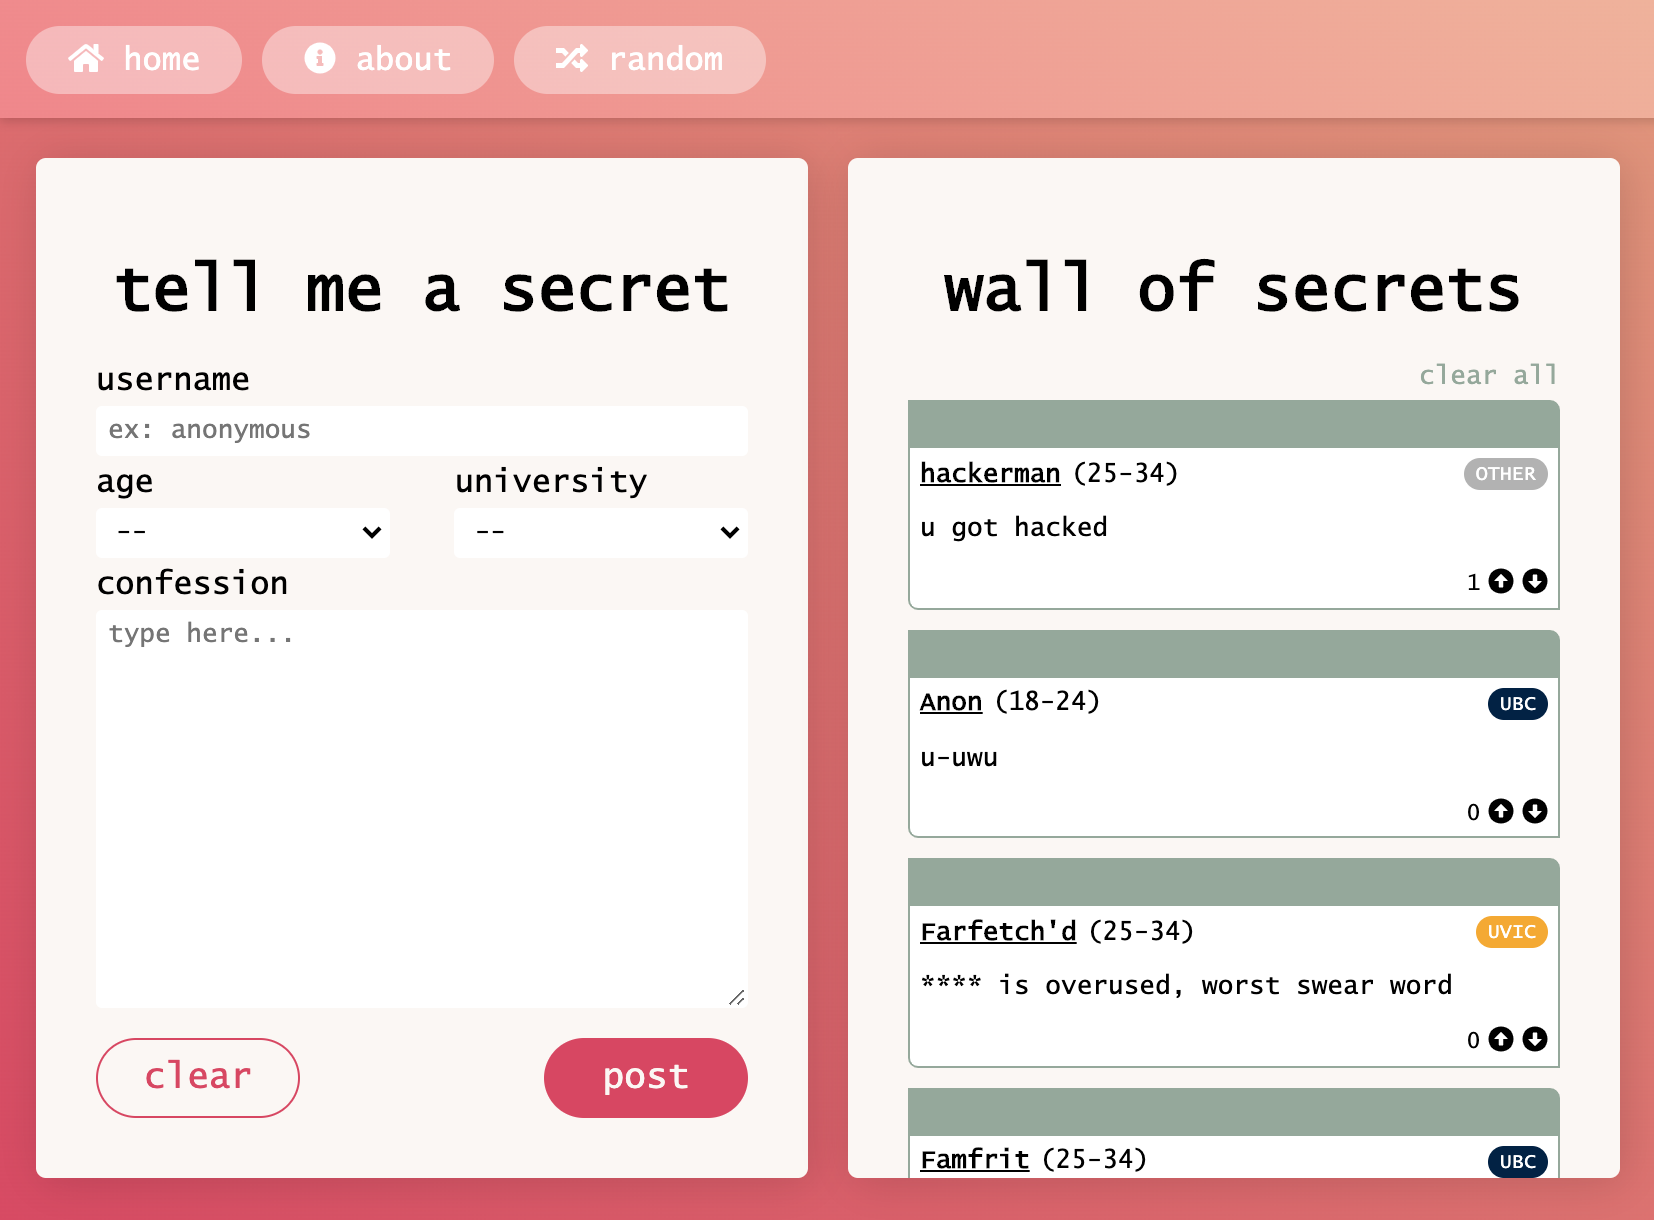 home about random
tell me a secret
username
ex: anonymous
age university
-- --
confession
type here...
clear post
wall of secrets
clear all
hackerman (25-34) OTHER
u got hacked
1
Anon (18-24) UBC
u-uwu
0
Farfetch'd (25-34) UVIC
**** is overused, worst swear word
0
Famfrit (25-34) UBC